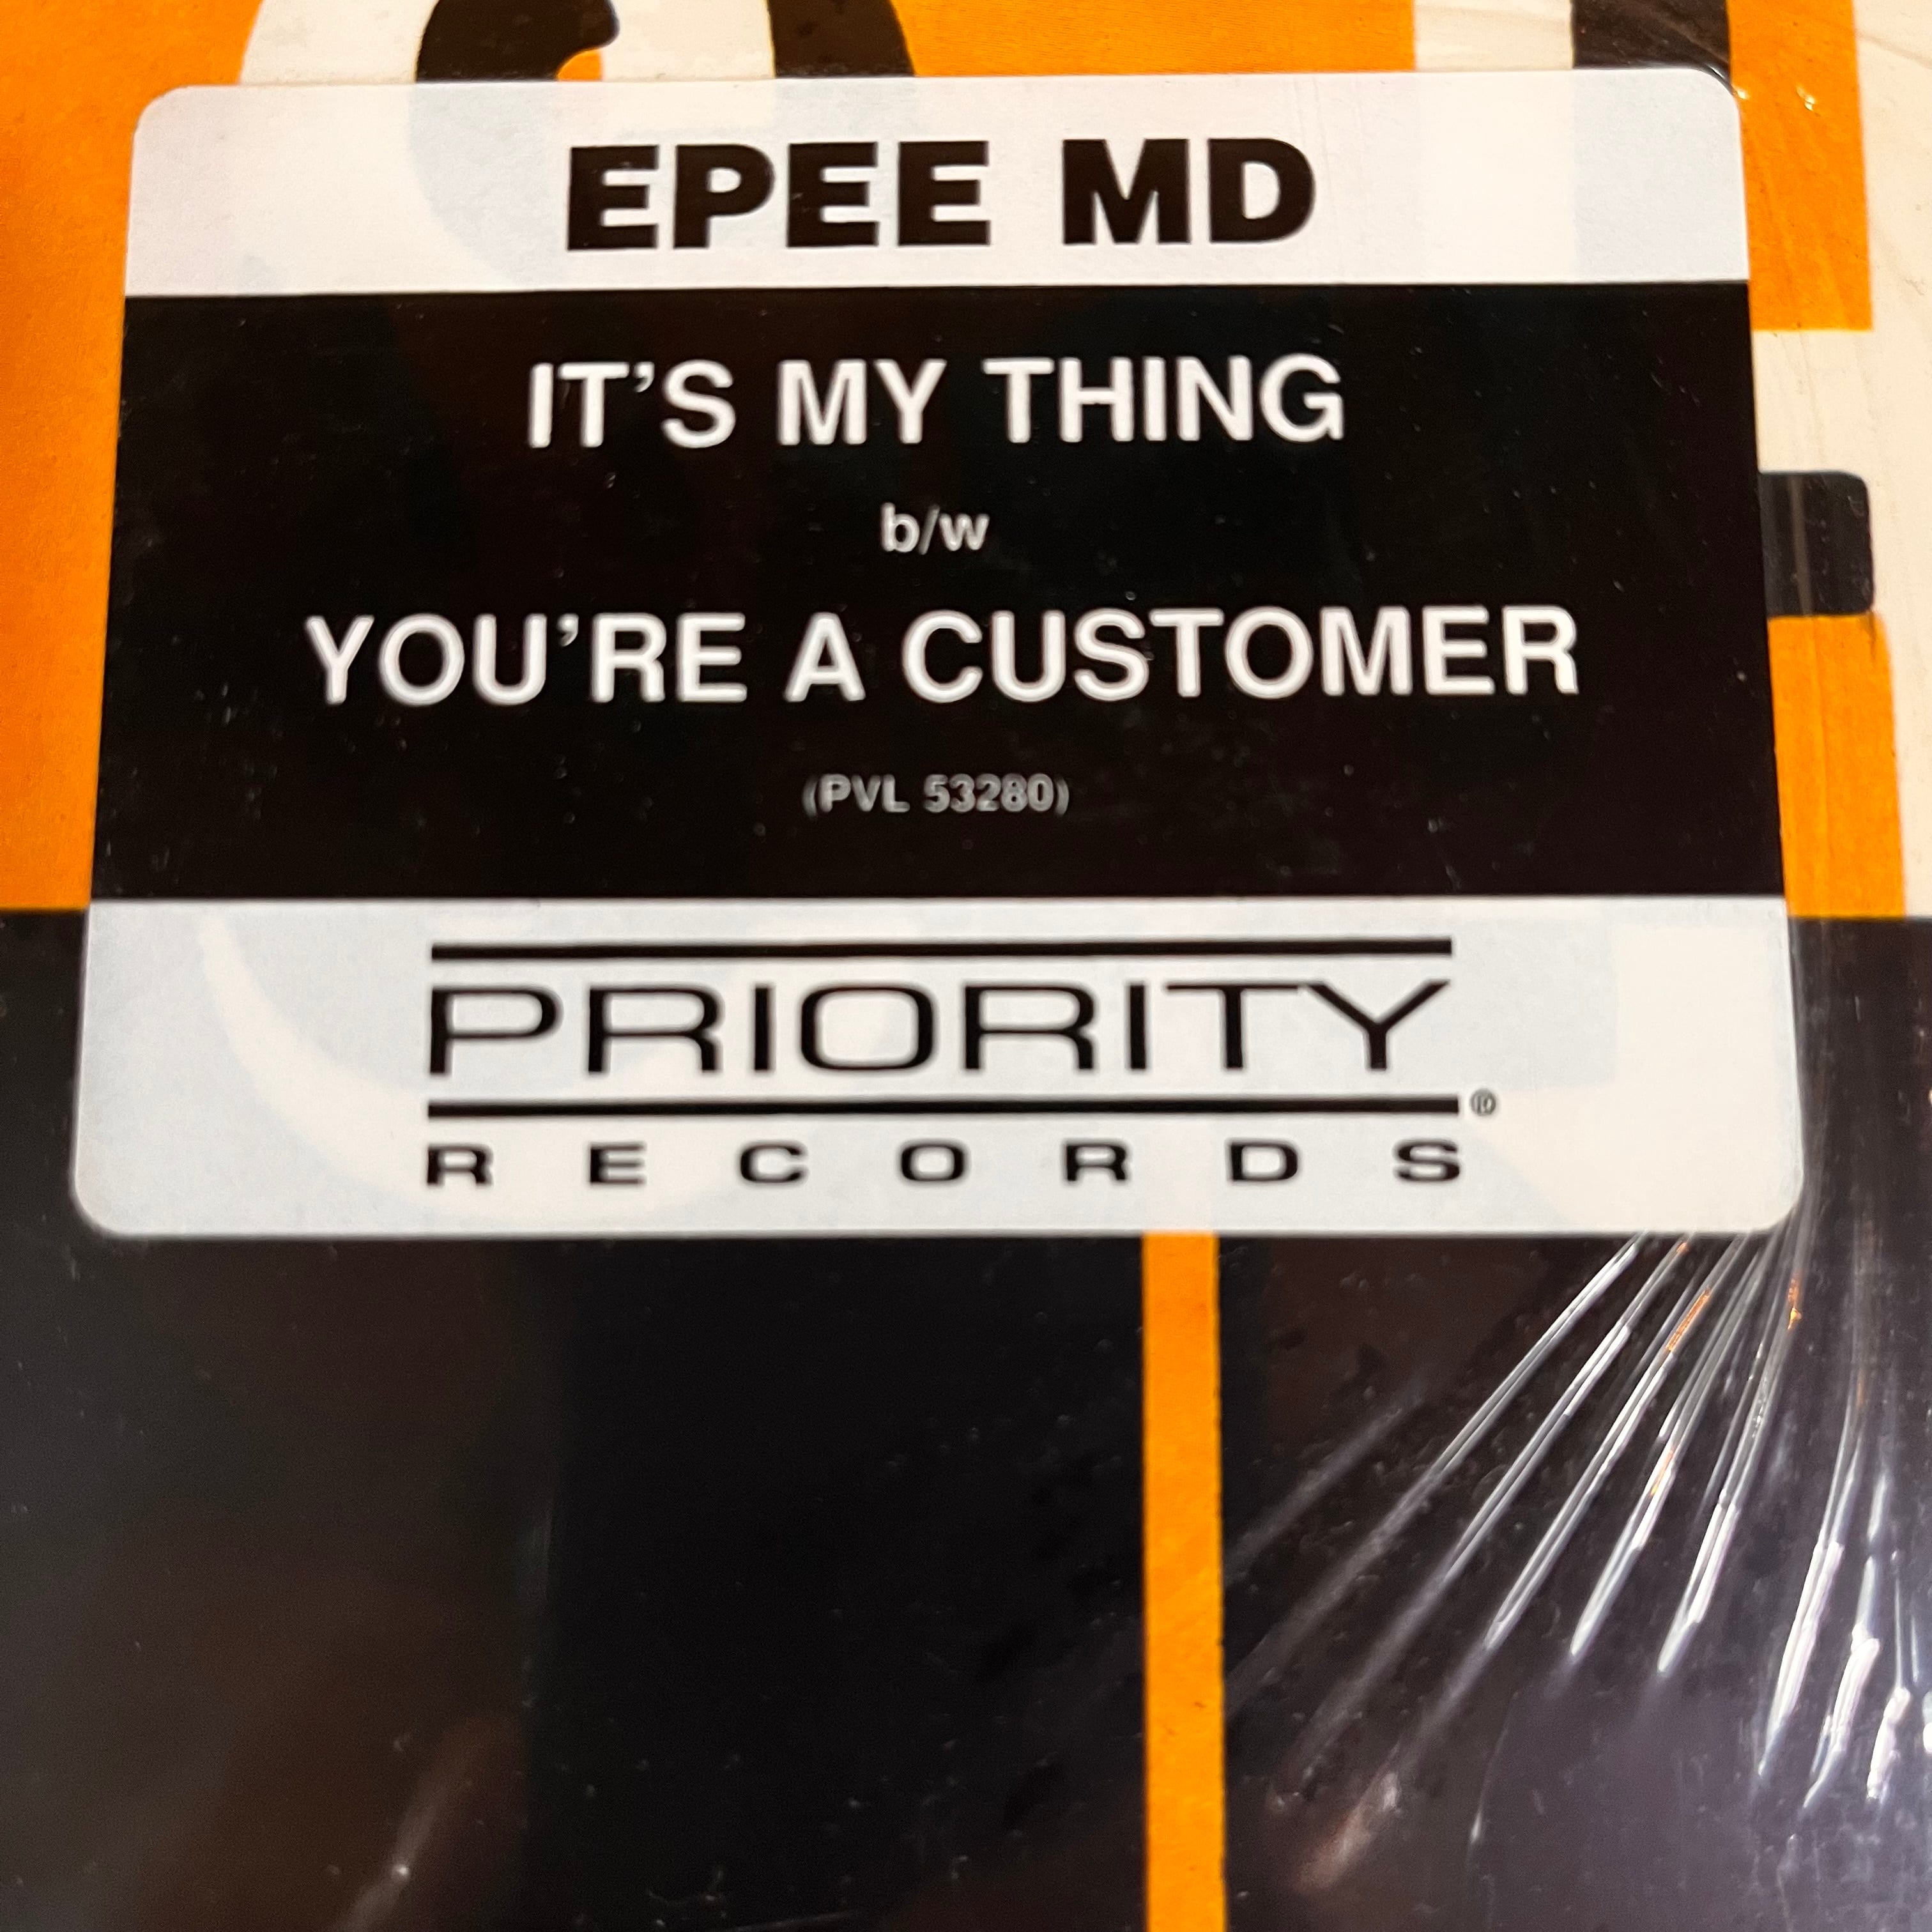 EPEE MD
IT'S MY THING
b/w
YOU'RE A CUSTOMER
(PVL 53280)
PRIORITY
®
RECORDS